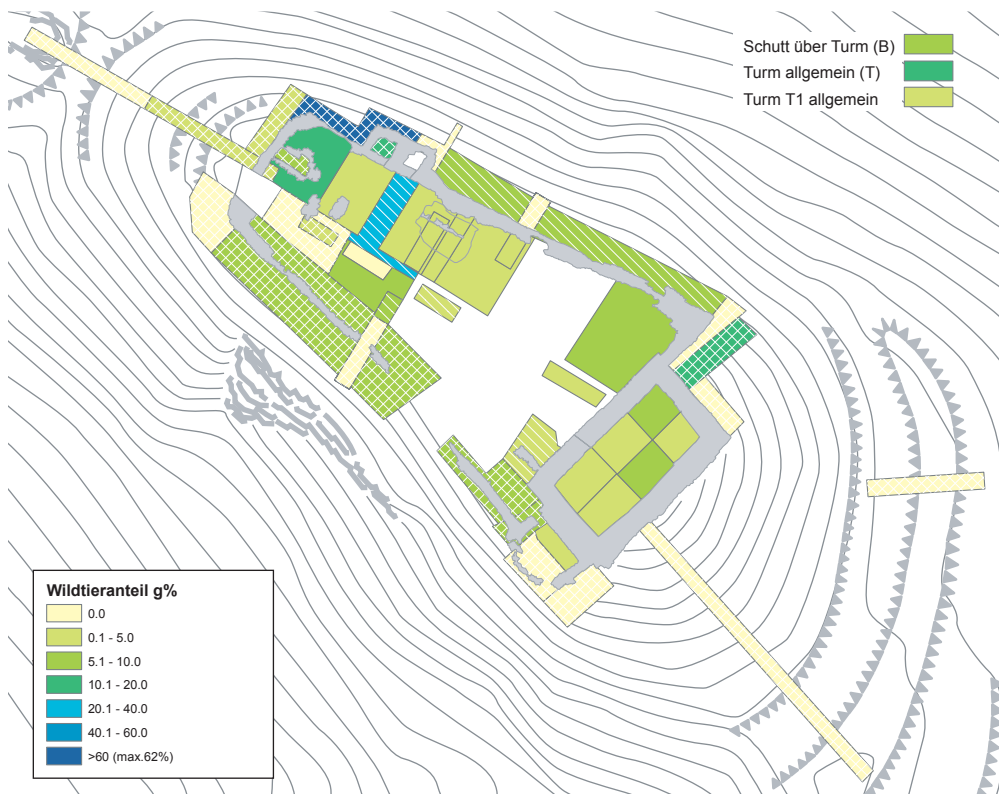 Schutt über Turm (B)
Turm allgemein (T)
Turm T1 allgemein
Wildtieranteil g%
0.0
0.1 - 5.0
5.1 - 10.0
10.1 - 20.0
20.1 - 40.0
40.1 - 60.0
>60 (max.62%)